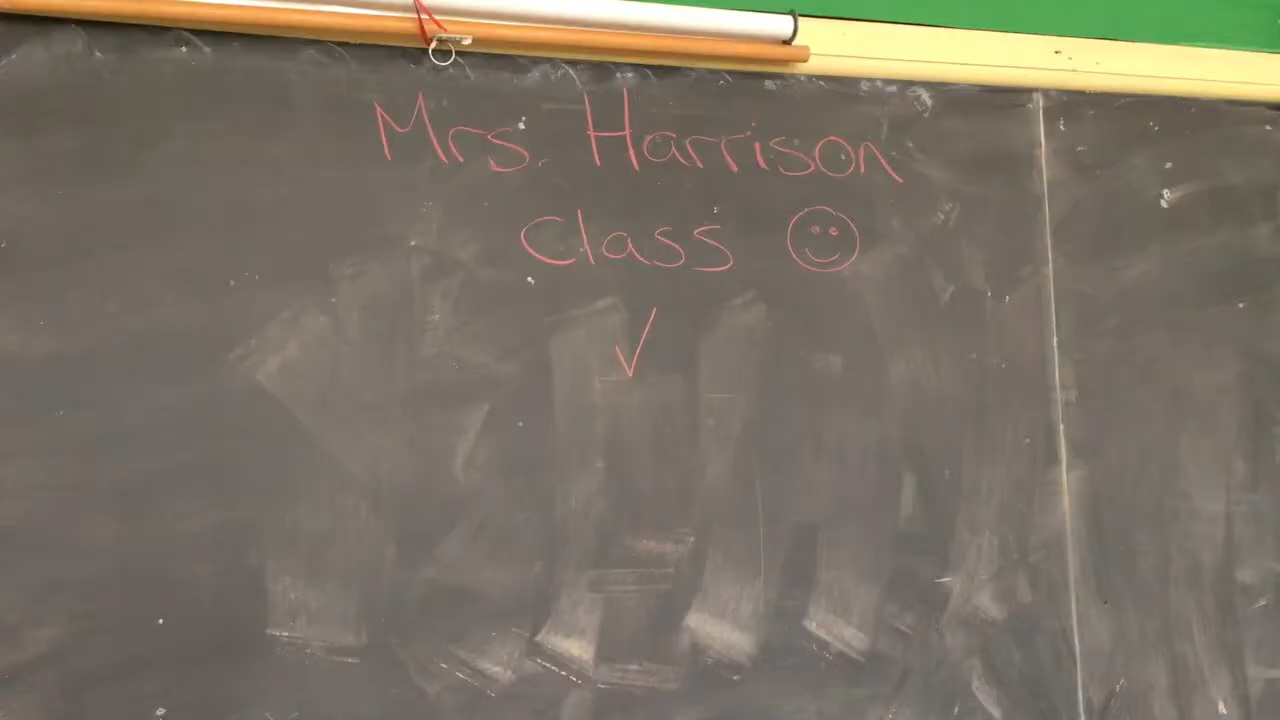 Mrs. Harrison
Class ☺
✓